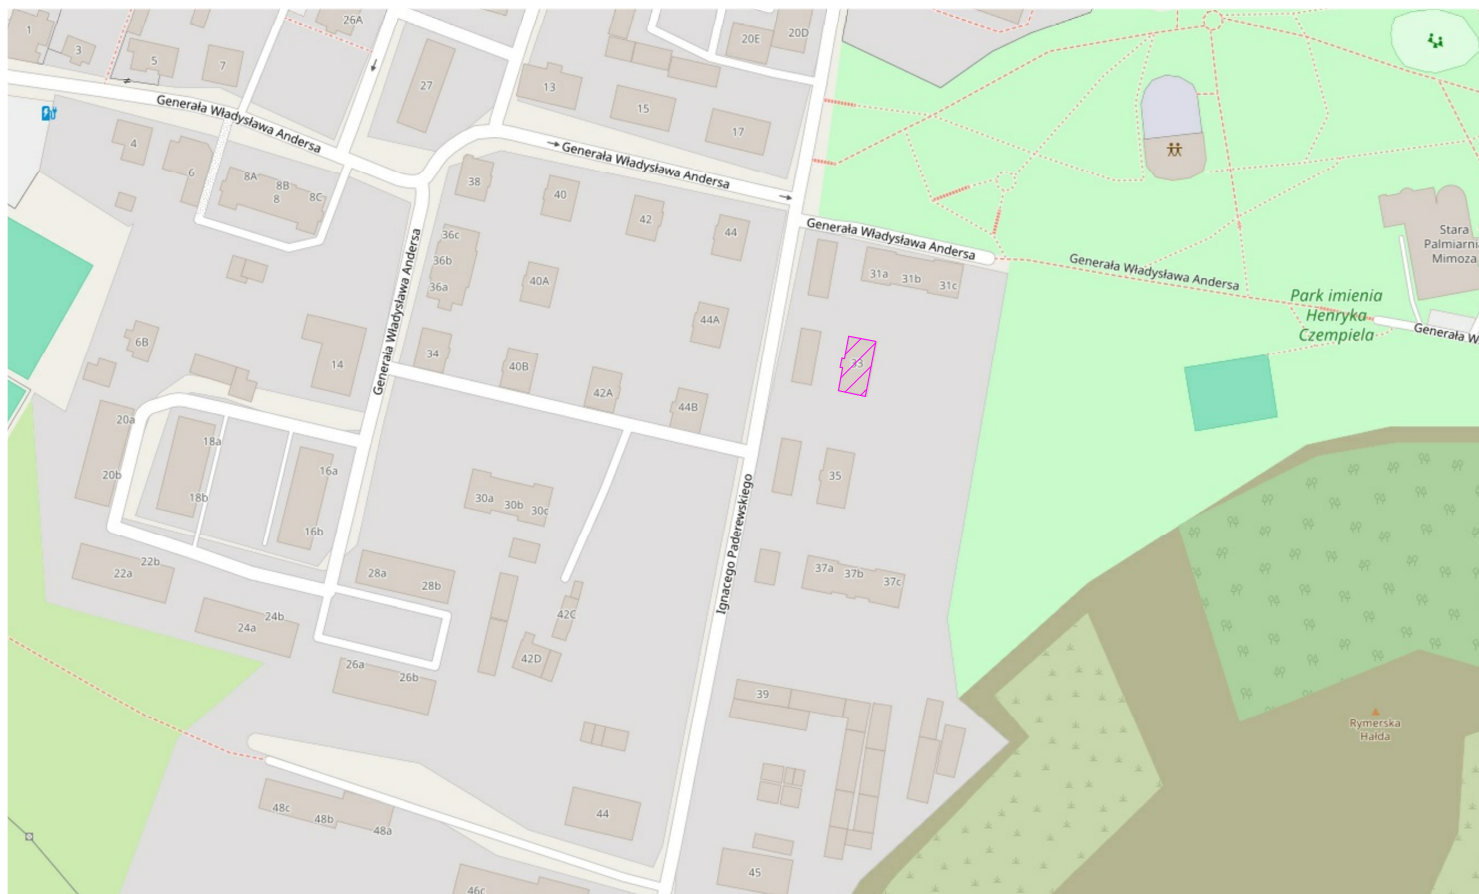 1
3
5
7
26A
27
13
15
17
20E
20D
Generała Władysława Andersa
Generała Władysława Andersa
4
6
8A
8B
8
8C
38
40
42
44
Generała Władysława Andersa
Generała Władysława Andersa
Stara
Palmiarni
Mimoza
36c
36b
36a
40A
44A
31a
31b
31c
Park imienia
Henryka
Czempiela
Generała W
Generała Władysława Andersa
6B
14
34
40B
42A
44B
33
20a
20b
18a
18b
16a
16b
30a
30b
30c
35
Ignacego Paderewskiego
22a
22b
28a
28b
37a
37b
37c
24a
24b
42C
42D
26a
26b
39
Rymerska
Hałda
48c
48b
48a
44
45
46c